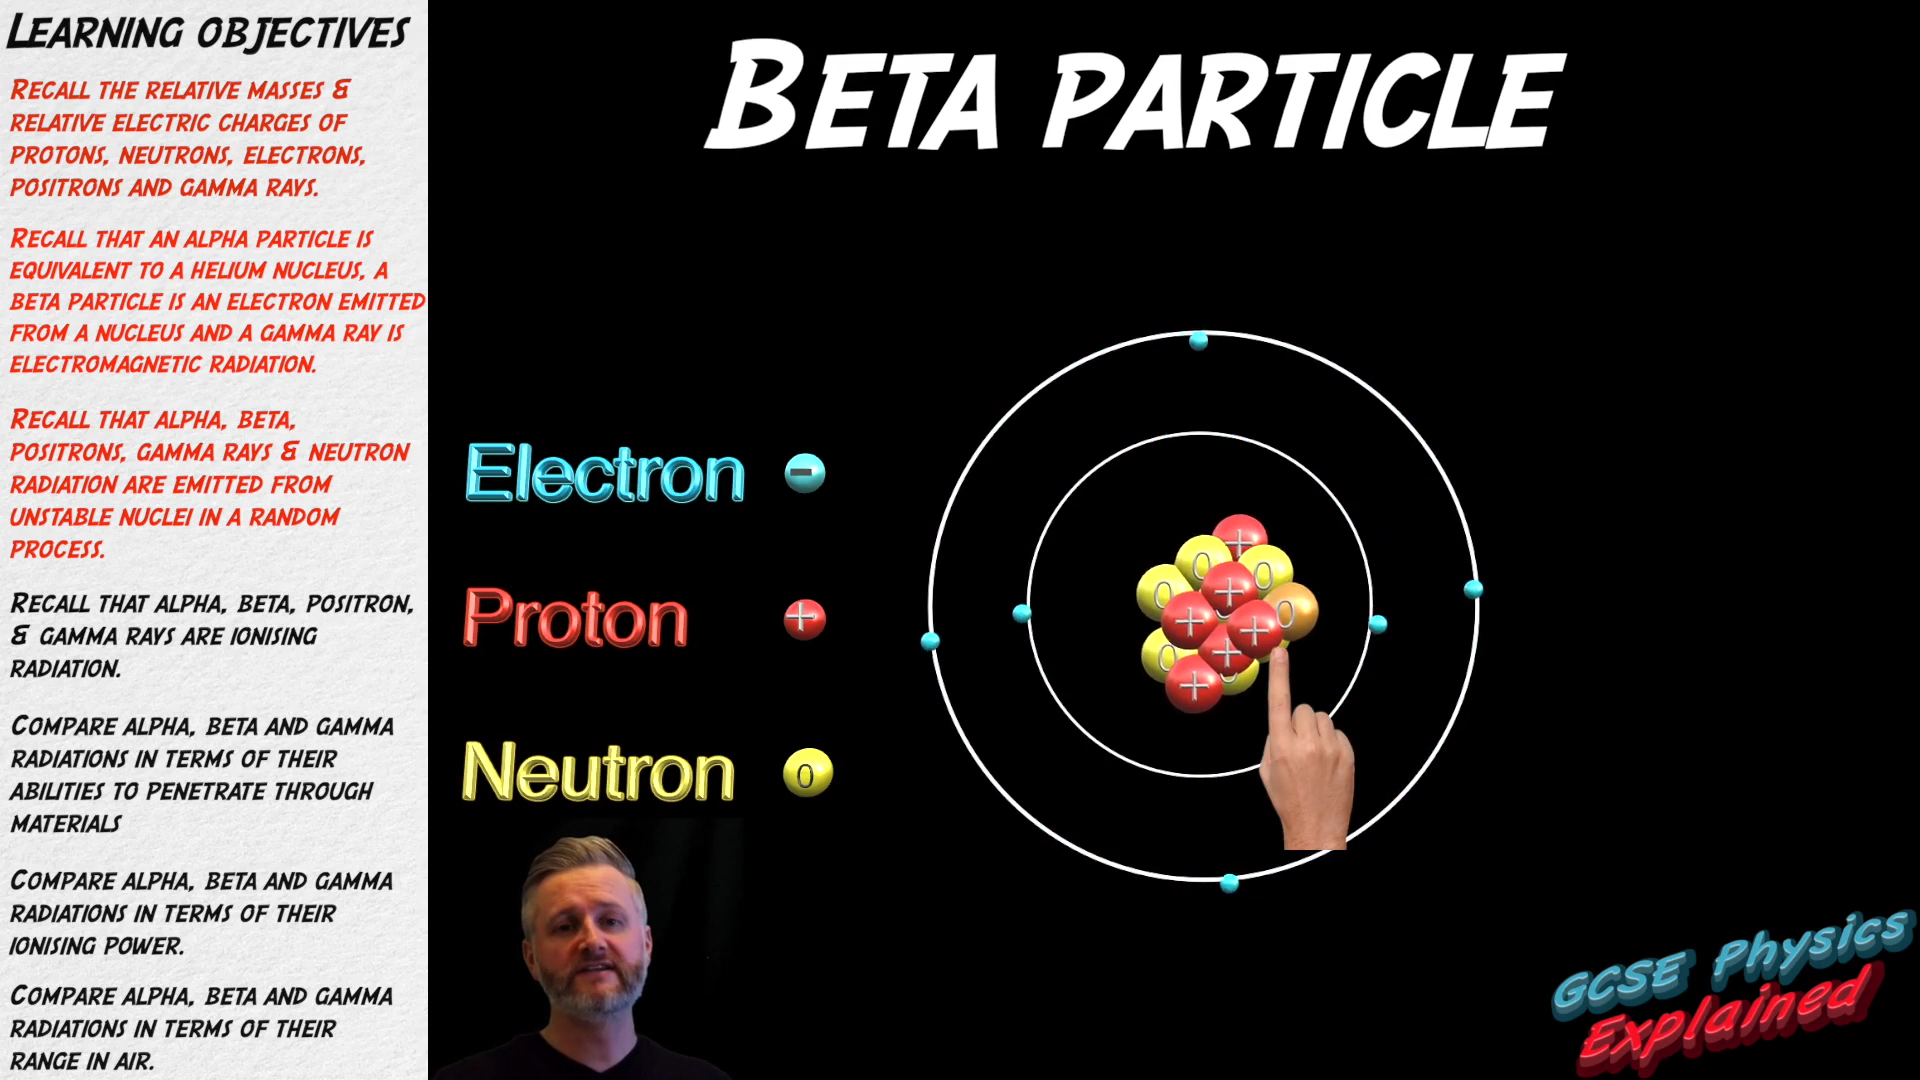 LEARNING OBJECTIVES
RECALL THE RELATIVE MASSES &
RELATIVE ELECTRIC CHARGES OF
PROTONS, NEUTRONS, ELECTRONS,
POSITRONS AND GAMMA RAYS.
RECALL THAT AN ALPHA PARTICLE IS
EQUIVALENT TO A HELIUM NUCLEUS, A
BETA PARTICLE IS AN ELECTRON EMITTED
FROM A NUCLEUS AND A GAMMA RAY IS
ELECTROMAGNETIC RADIATION.
RECALL THAT ALPHA, BETA,
POSITRONS, GAMMA RAYS & NEUTRON
RADIATION ARE EMITTED FROM
UNSTABLE NUCLEI IN A RANDOM
PROCESS.
RECALL THAT ALPHA, BETA, POSITRON,
& GAMMA RAYS ARE IONISING
RADIATION.
COMPARE ALPHA, BETA AND GAMMA
RADIATIONS IN TERMS OF THEIR
ABILITIES TO PENETRATE THROUGH
MATERIALS
COMPARE ALPHA, BETA AND GAMMA
RADIATIONS IN TERMS OF THEIR
IONISING POWER.
COMPARE ALPHA, BETA AND GAMMA
RADIATIONS IN TERMS OF THEIR
RANGE IN AIR.
BETA PARTICLE
Electron -
Proton +
Neutron 0
+
0
0
0
+
0
+
+
+
0
+
GCSE Physics
Explained